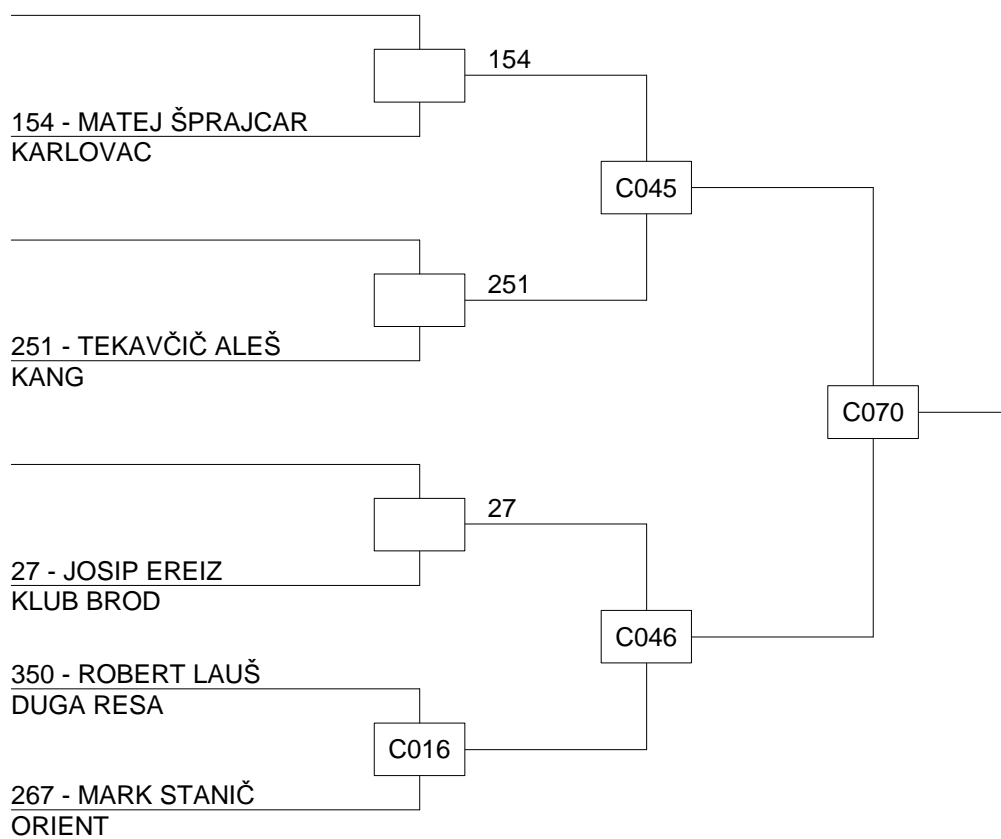 154
154 - MATEJ ŠPRAJCAR
KARLOVAC
C045
251
251 - TEKAVČIČ ALEŠ
KANG
C070
27
27 - JOSIP EREIZ
KLUB BROD
C046
350 - ROBERT LAUŠ
DUGA RESA
C016
267 - MARK STANIČ
ORIENT